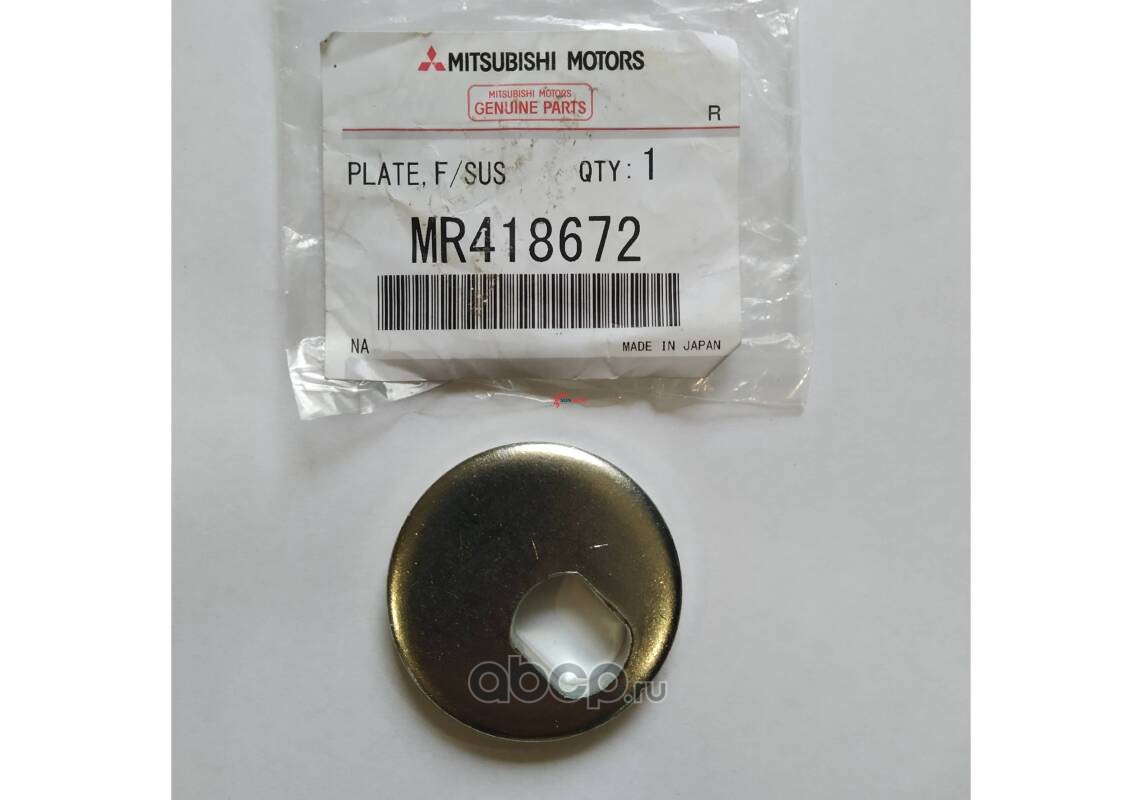 MITSUBISHI MOTORS
MITSUBISHI MOTORS
GENUINE PARTS
R
PLATE, F/SUS QTY: 1
MR418672
NA MADE IN JAPAN
abcp.ru